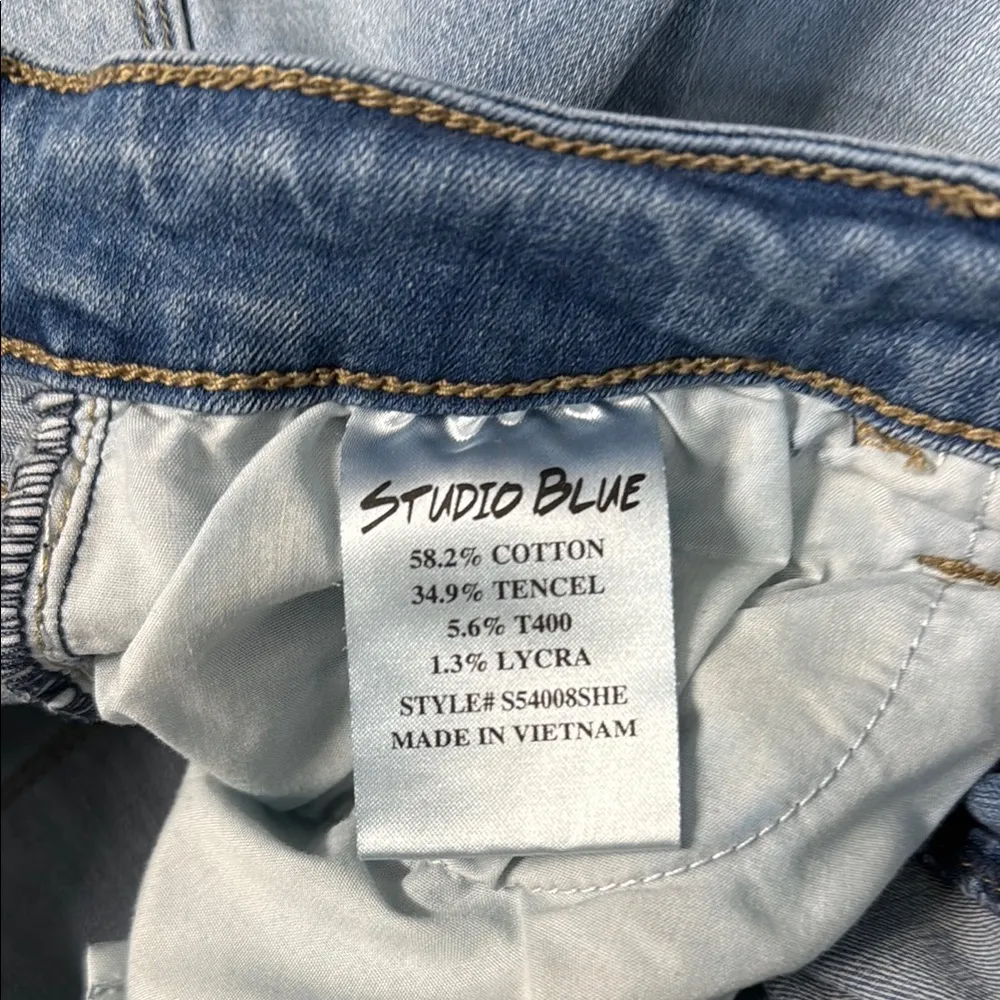 STUDIO BLUE
58.2% COTTON
34.9% TENCEL
5.6% T400
1.3% LYCRA
STYLE# S54008SHE
MADE IN VIETNAM